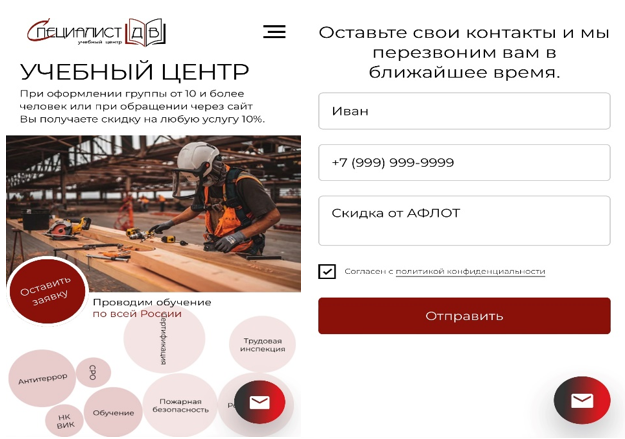 СПЕЦИАЛИСТ ДВ
учебный центр
УЧЕБНЫЙ ЦЕНТР
При оформлении группы от 10 и более
человек или при обращении через сайт
Вы получаете скидку на любую услугу 10%.
Оставить
заявку
Проводим обучение
по всей России
Трудовая
инспекция
Антитеррор
СРО
НК
ВИК
Обучение
Пожарная
безопасность
Оставьте свои контакты и мы
перезвоним вам в
ближайшее время.
Иван
+7 (999) 999-9999
Скидка от АФЛОТ
Согласен с политикой конфиденциальности
Отправить